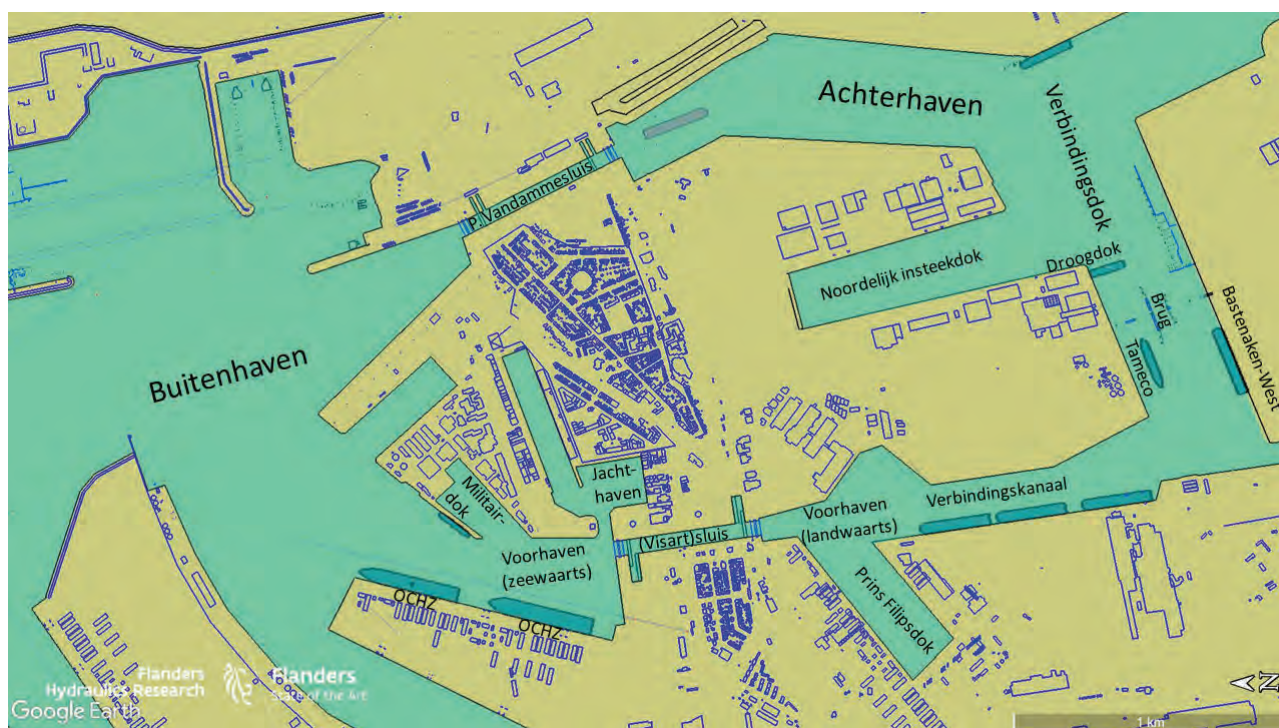 Achterhaven
Verbindingsdok
P. Vandammesluis
Noordelijk insteekdok
Droogdok
Brug
Bastenaken-West
Tameco
Buitenhaven
Jacht-
haven
Militair-
dok
Voorhaven
(landwaarts)
Verbindingskanaal
(Visart)sluis
Voorhaven
(zeewaarts)
Prins Filipsdok
OCHZ
OCHZ
Flanders
Hydraulics Research
Flanders
State of the Art
Google Earth
N
1 km